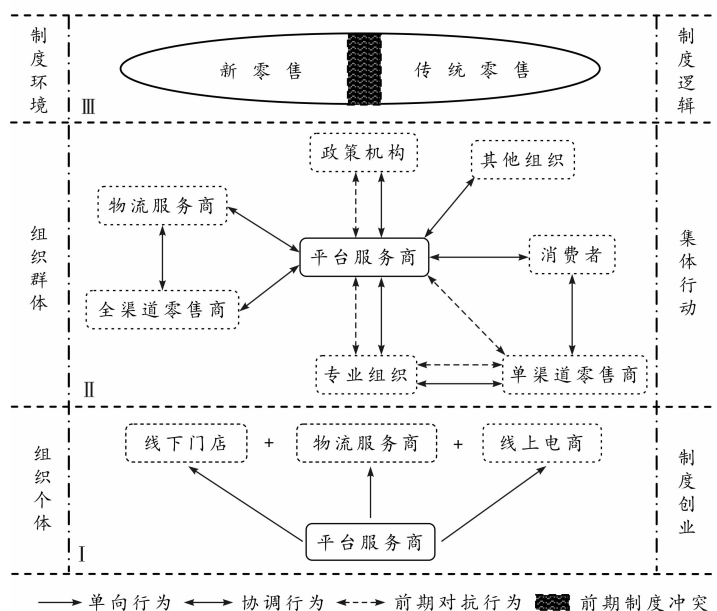 制度环境
新零售
传统零售
制度逻辑
Ⅲ
政策机构
其他组织
物流服务商
组织群体
平台服务商
消费者
集体行动
全渠道零售商
专业组织
单渠道零售商
Ⅱ
线下门店 + 物流服务商 + 线上电商
组织个体
制度创业
平台服务商
Ⅰ
单向行为 协调行为 前期对抗行为 前期制度冲突